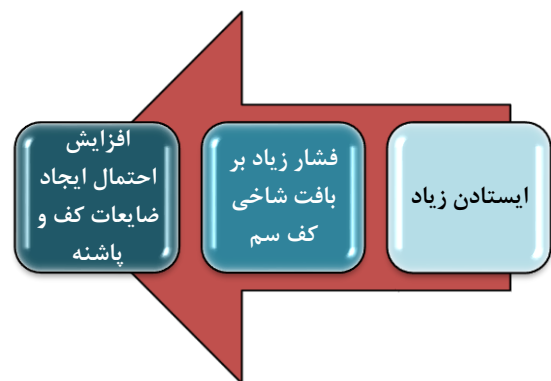 ایستادن زیاد
فشار زیاد بر
بافت شاخی
کف سم
افزایش
احتمال ایجاد
ضایعات کف و
پاشنه